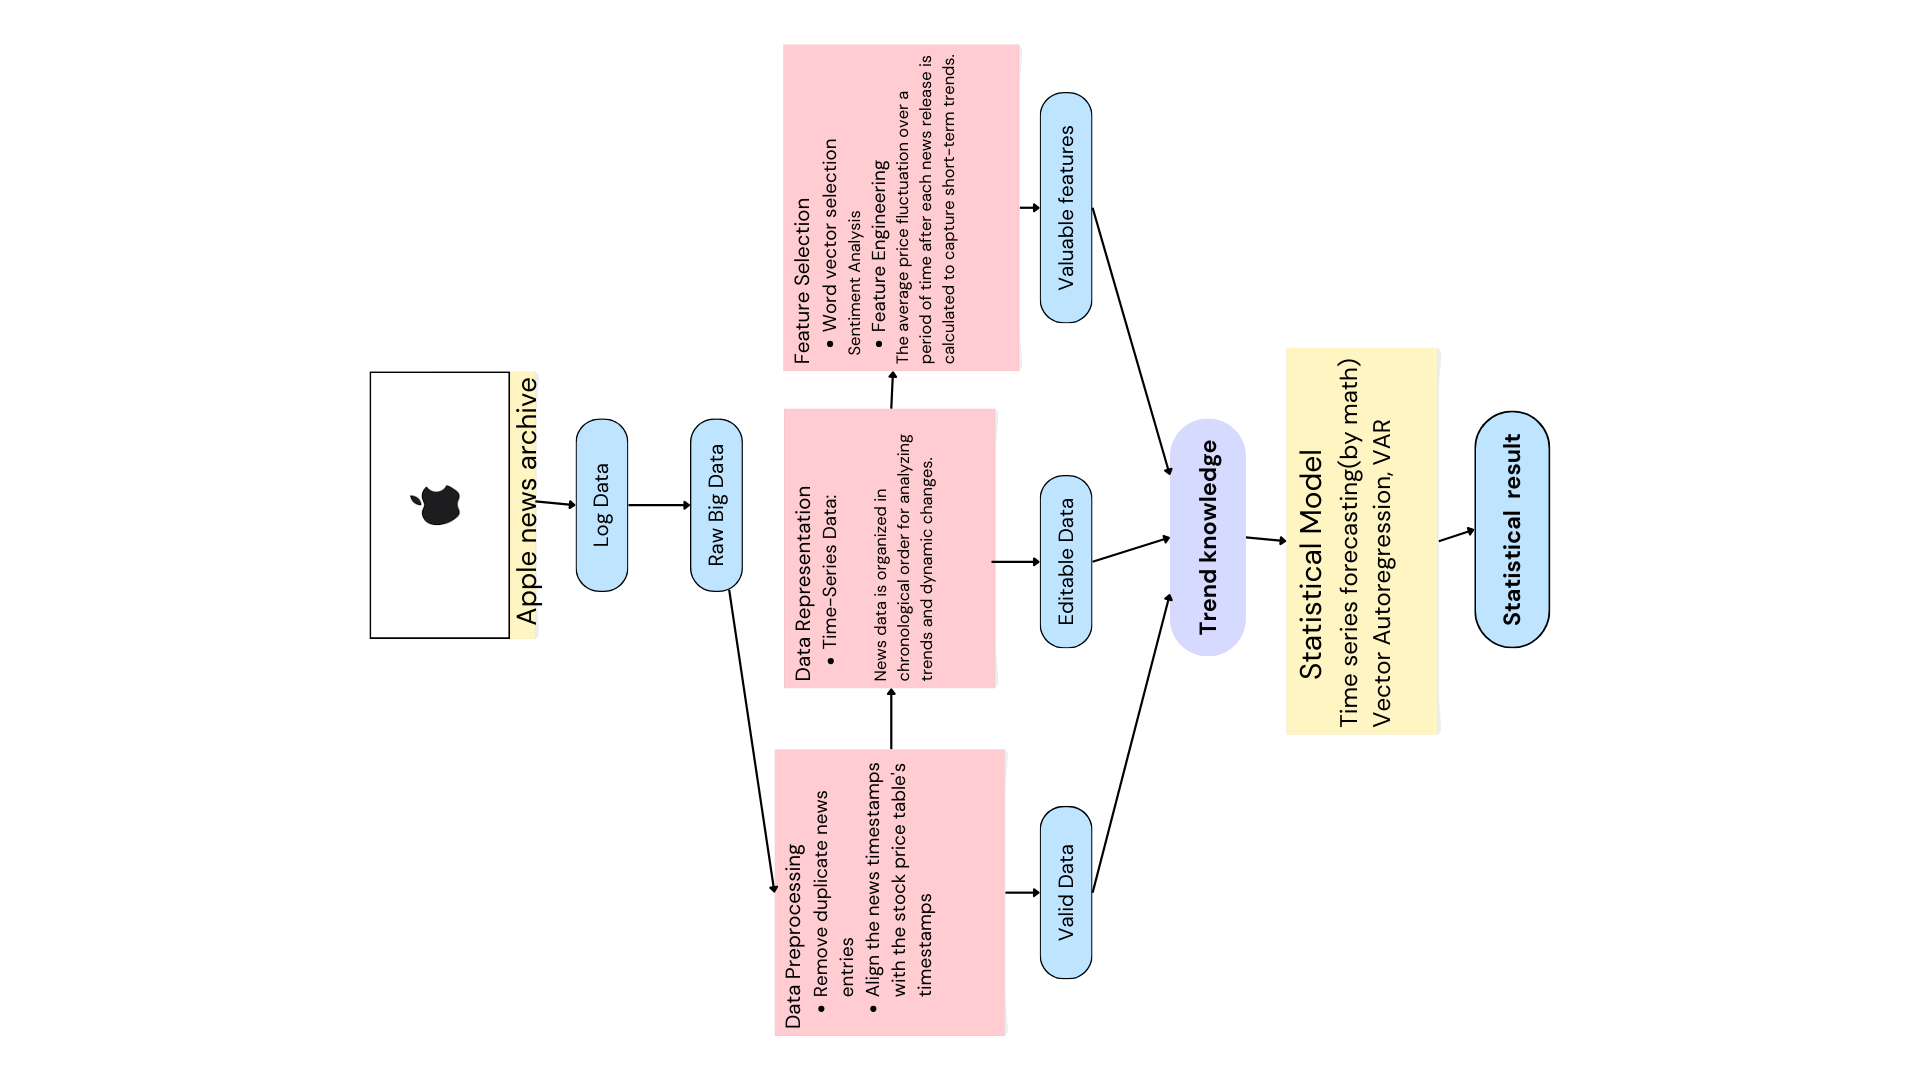 Apple news archive
Log Data
Raw Big Data
Data Preprocessing
• Remove duplicate news
entries
• Align the news timestamps
with the stock price table's
timestamps
Data Representation
• Time-Series Data:
News data is organized in
chronological order for analyzing
trends and dynamic changes.
Feature Selection
• Word vector selection
Sentiment Analysis
• Feature Engineering
The average price fluctuation over a
period of time after each news release is
calculated to capture short-term trends.
Valid Data
Editable Data
Valuable features
Trend knowledge
Statistical Model
Time series forecasting(by math)
Vector Autoregression, VAR
Statistical result